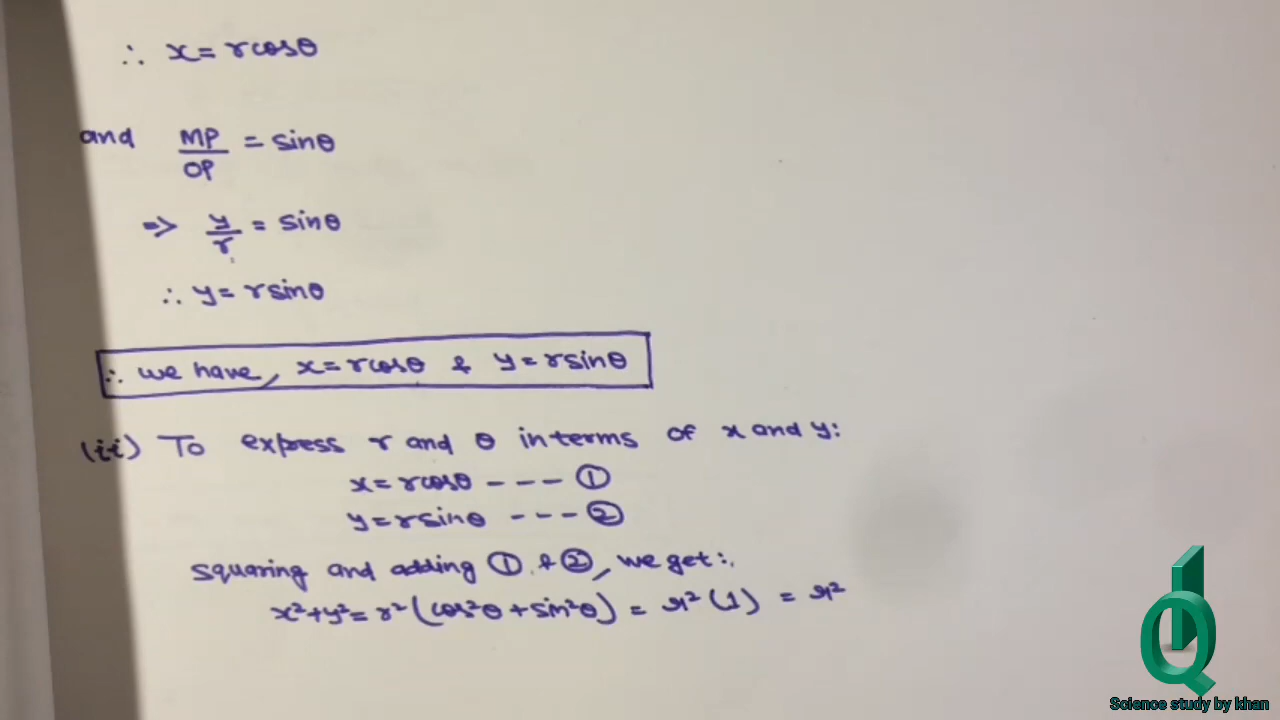 ∴ x = rcosθ
and MP/OP = sinθ
=> y/r = sinθ
∴ y = rsinθ
∴ we have, x = rcosθ & y = rsinθ
(ii) To express r and θ in terms of x and y:
x = rcosθ ---- ①
y = rsinθ ---- ②
squaring and adding ① & ②, we get:
x²+y² = r²(cos²θ + sin²θ) = r²(1) = r²
Science study by khan